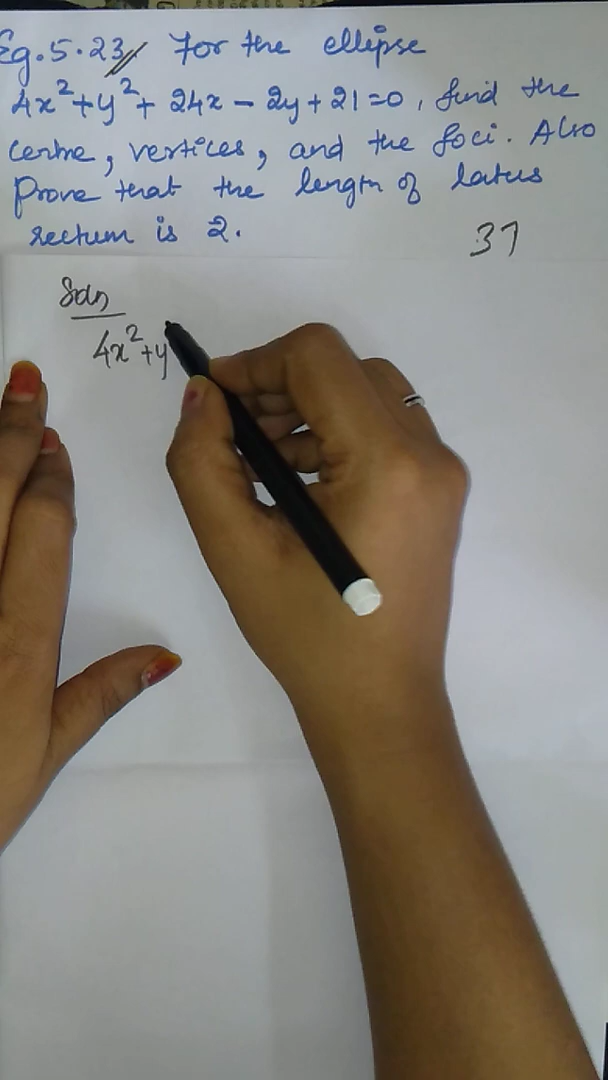 Eg.5.23 For the ellipse
4x²+y²+ 24x - 2y+21=0, find the
centre, vertices, and the foci. Also
Prove that the length of latus
rectum is 2.
37
Soln
4x²+y